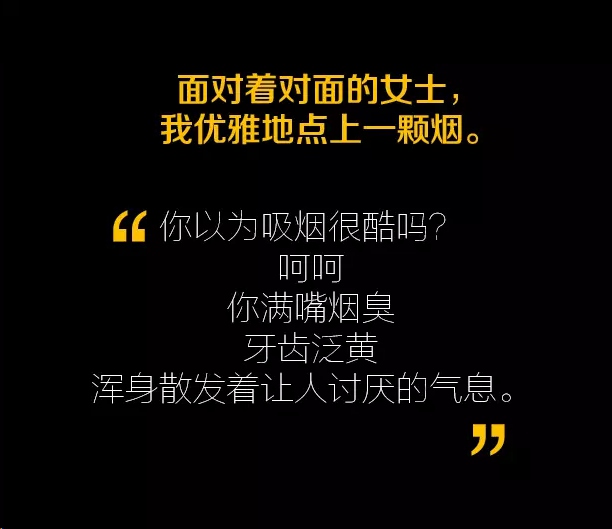 面对着对面的女士，
我优雅地点上一颗烟。
“你以为吸烟很酷吗？
呵呵
你满嘴烟臭
牙齿泛黄
浑身散发着让人讨厌的气息。
”